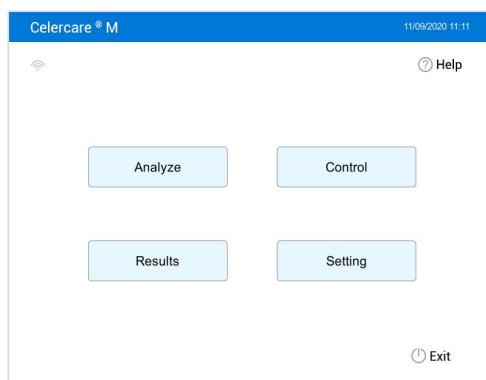 Celercare ® M 11/09/2020 11:11
Help
Analyze Control
Results Setting
Exit